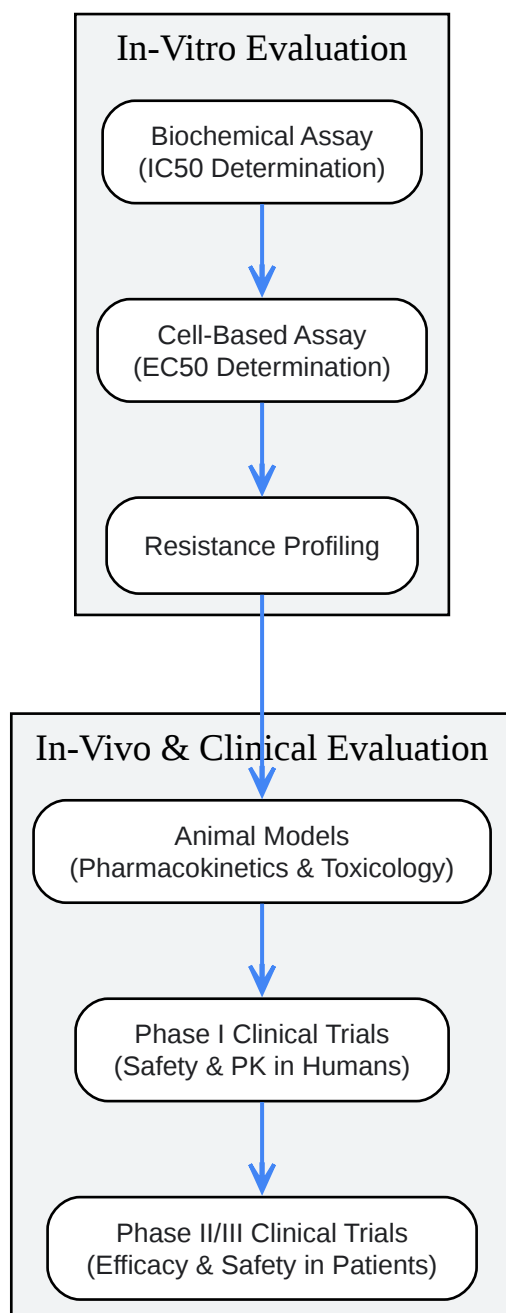 In-Vitro Evaluation
Biochemical Assay
(IC50 Determination)
Cell-Based Assay
(EC50 Determination)
Resistance Profiling
In-Vivo & Clinical Evaluation
Animal Models
(Pharmacokinetics & Toxicology)
Phase I Clinical Trials
(Safety & PK in Humans)
Phase II/III Clinical Trials
(Efficacy & Safety in Patients)